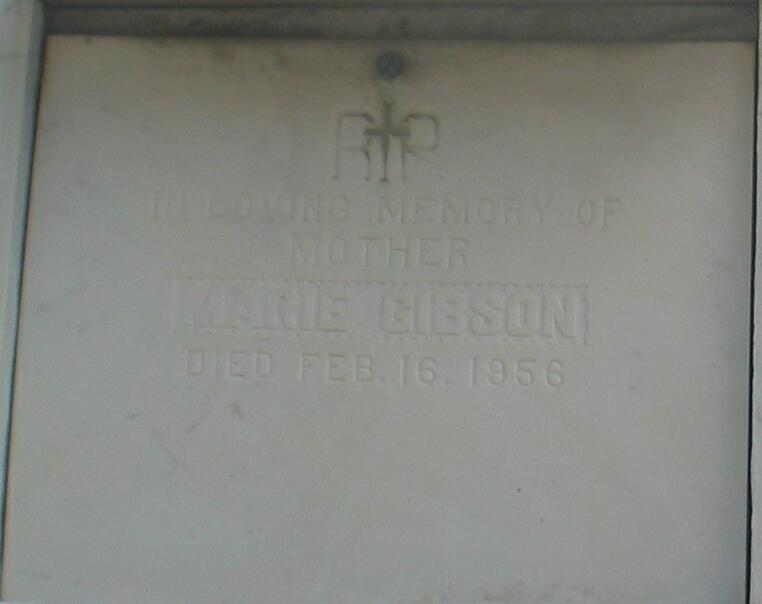 RIP
IN LOVING MEMORY OF
MOTHER
MARIE GIBSON
DIED FEB. 16, 1956